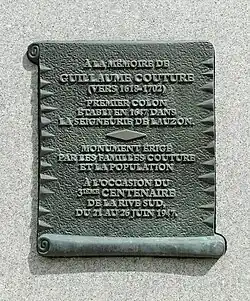 À LA MÉMOIRE DE
GUILLAUME COUTURE
(VERS 1618-1702)
PREMIER COLON
ÉTABLI EN 1647 DANS
LA SEIGNEURIE DE LAUZON.
MONUMENT ÉRIGÉ
PAR LES FAMILLES COUTURE
ET LA POPULATION
À L'OCCASION DU
3IÈME CENTENAIRE
DE LA RIVE SUD,
DU 21 AU 26 JUIN 1947.